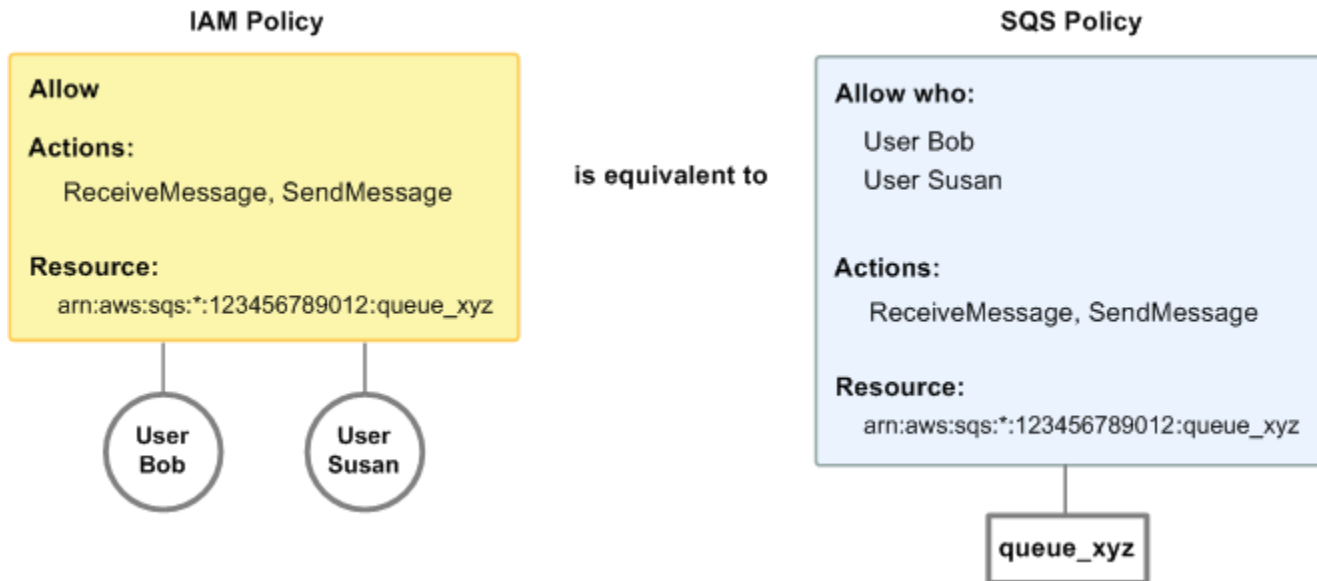 IAM Policy
Allow
Actions:
ReceiveMessage, SendMessage
Resource:
arn:aws:sqs:*:123456789012:queue_xyz
User
Bob
User
Susan
is equivalent to
SQS Policy
Allow who:
User Bob
User Susan
Actions:
ReceiveMessage, SendMessage
Resource:
arn:aws:sqs:*:123456789012:queue_xyz
queue_xyz